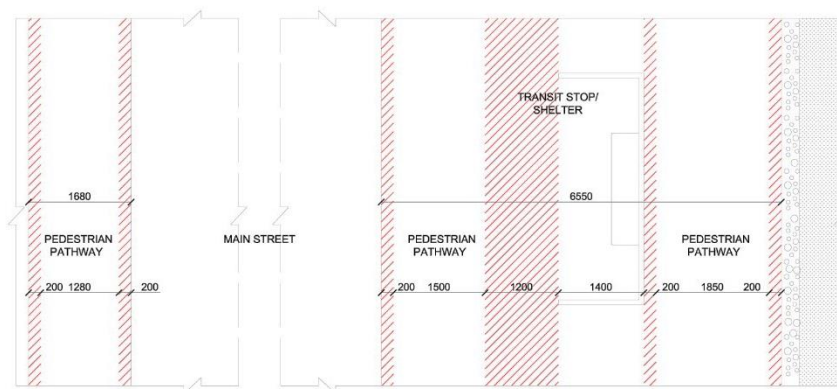 TRANSIT STOP/
SHELTER
1680
6550
PEDESTRIAN
PATHWAY
MAIN STREET
PEDESTRIAN
PATHWAY
PEDESTRIAN
PATHWAY
200 1280 200
200 1500 1200 1400 200 1850 200